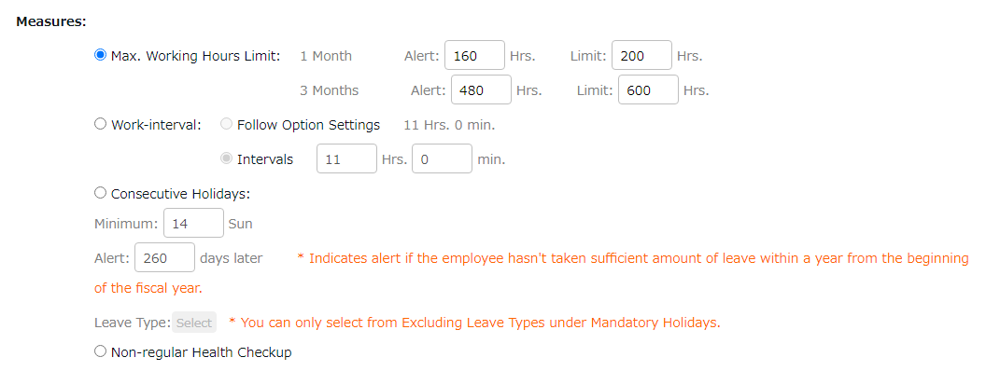 Measures:
Max. Working Hours Limit: 1 Month Alert: 160 Hrs. Limit: 200 Hrs.
3 Months Alert: 480 Hrs. Limit: 600 Hrs.
Work-interval: Follow Option Settings 11 Hrs. 0 min.
Intervals 11 Hrs. 0 min.
Consecutive Holidays:
Minimum: 14 Sun
Alert: 260 days later * Indicates alert if the employee hasn't taken sufficient amount of leave within a year from the beginning
of the fiscal year.
Leave Type: Select * You can only select from Excluding Leave Types under Mandatory Holidays.
Non-regular Health Checkup